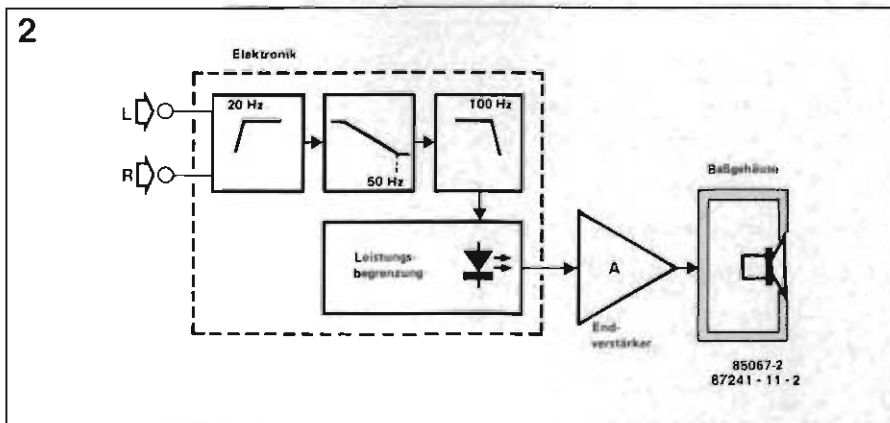 2
Elektronik
20 Hz
100 Hz
L
R
50 Hz
Baßgehäuse
Leistungs-
begrenzung
A
End-
verstärker
85067-2
87241 - 11 - 2